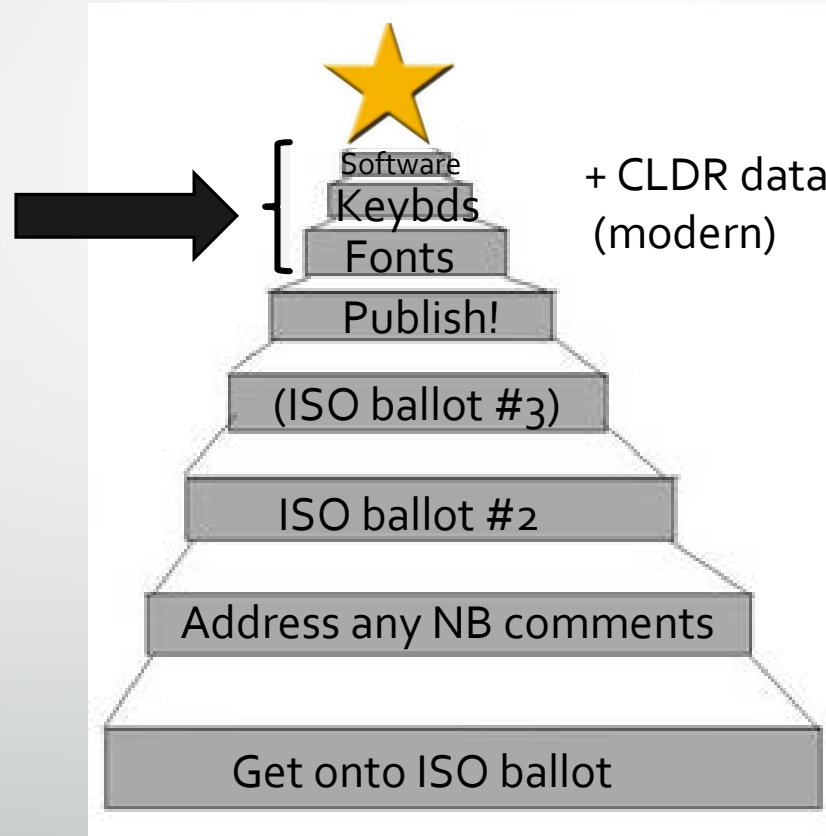 Software
Keybds
Fonts
+ CLDR data
(modern)
Publish!
(ISO ballot #3)
ISO ballot #2
Address any NB comments
Get onto ISO ballot